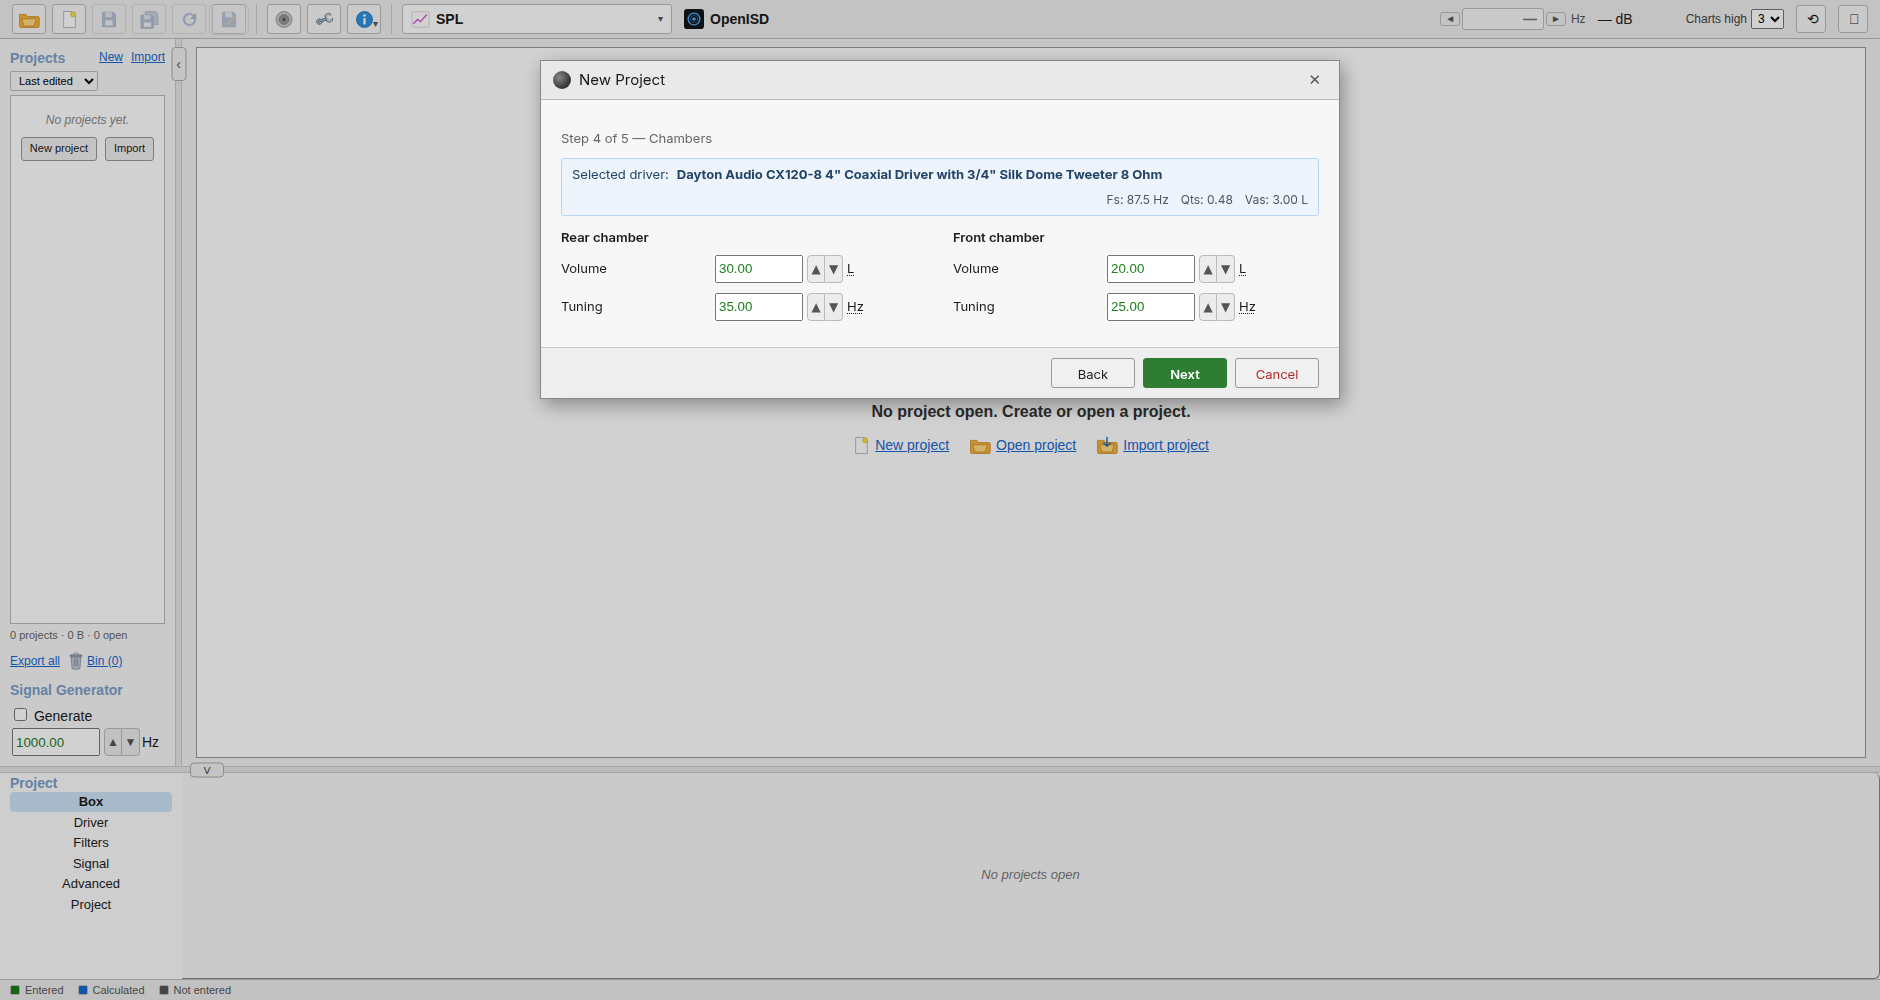 SPL
OpenISD
—
Hz
— dB
Charts high
3
Projects
New
Import
Last edited
No projects yet.
New project
Import
0 projects · 0 B · 0 open
Export all
Bin (0)
Signal Generator
Generate
1000.00
Hz
New Project
Step 4 of 5 — Chambers
Selected driver: Dayton Audio CX120-8 4" Coaxial Driver with 3/4" Silk Dome Tweeter 8 Ohm
Fs: 87.5 Hz Qts: 0.48 Vas: 3.00 L
Rear chamber
Volume
30.00
L
Tuning
35.00
Hz
Front chamber
Volume
20.00
L
Tuning
25.00
Hz
Back
Next
Cancel
No project open. Create or open a project.
New project
Open project
Import project
Project
Box
Driver
Filters
Signal
Advanced
Project
No projects open
Entered
Calculated
Not entered